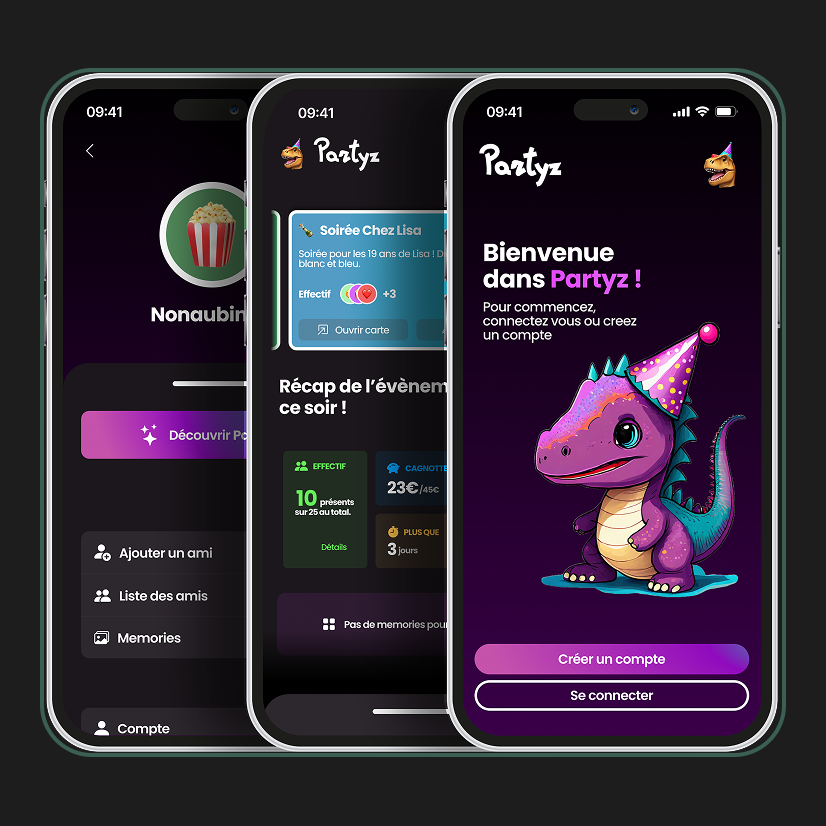 09:41
Nonaubin
Découvrir
Ajouter un ami
Liste des amis
Memories
Compte
09:41
Partyz
Soirée Chez Lisa
Soirée pour les 19 ans de Lisa !
blanc et bleu.
Effectif +3
Ouvrir carte
Récap de l’évènem
ce soir !
EFFECTIF
10 présents
sur 25 au total.
Détails
CAGNOTTE
23€/45€
PLUS QUE
3 jours
Pas de memories pour
09:41
Partyz
Bienvenue
dans Partyz !
Pour commencez,
connectez vous ou creez
un compte
Créer un compte
Se connecter